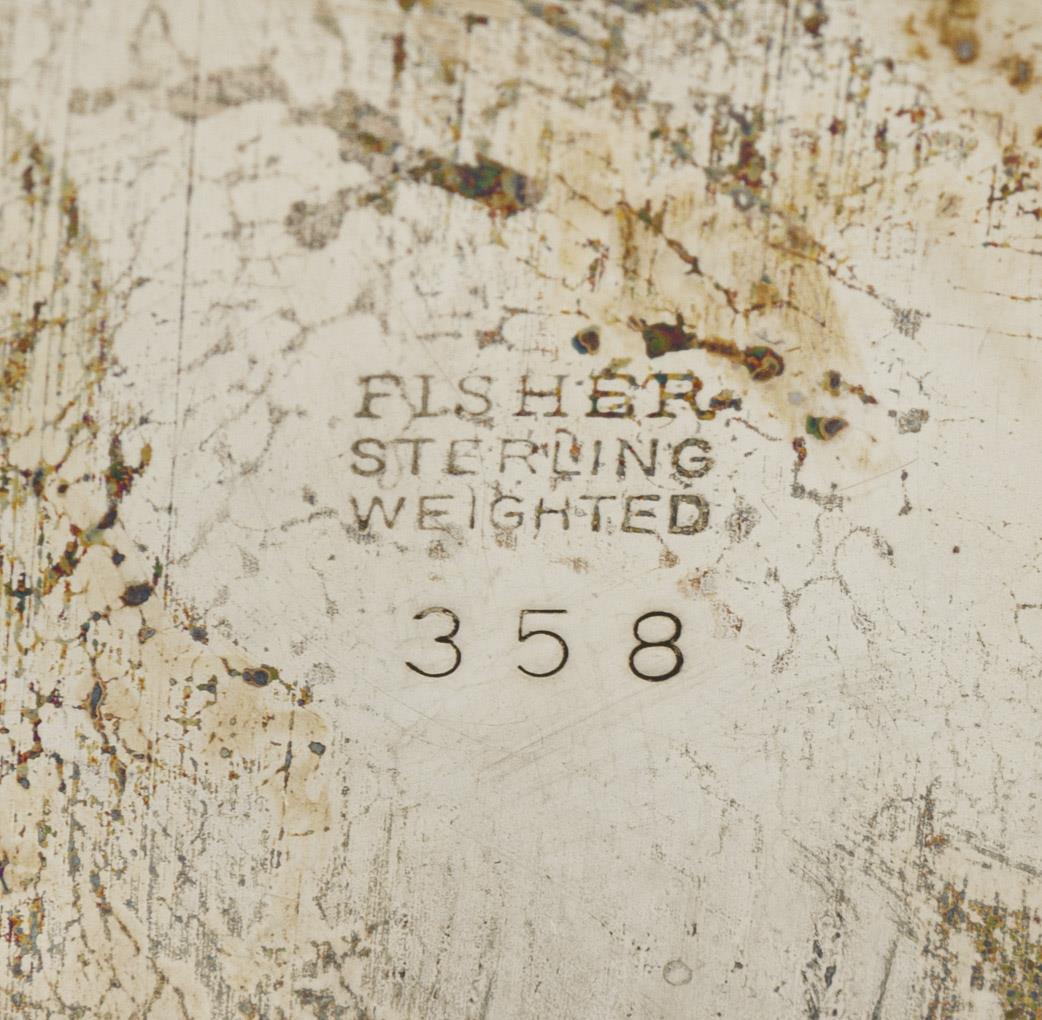 FISHER
STERLING
WEIGHTED
358